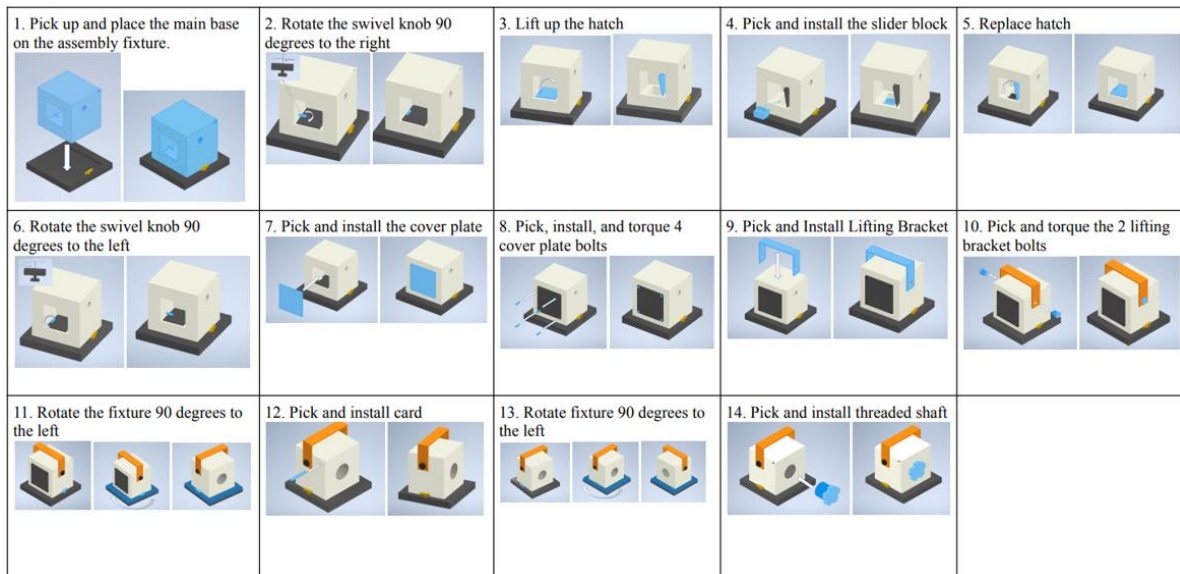 1. Pick up and place the main base
on the assembly fixture.
2. Rotate the swivel knob 90
degrees to the right
3. Lift up the hatch
4. Pick and install the slider block
5. Replace hatch
6. Rotate the swivel knob 90
degrees to the left
7. Pick and install the cover plate
8. Pick, install, and torque 4
cover plate bolts
9. Pick and Install Lifting Bracket
10. Pick and torque the 2 lifting
bracket bolts
11. Rotate the fixture 90 degrees to
the left
12. Pick and install card
13. Rotate fixture 90 degrees to
the left
14. Pick and install threaded shaft